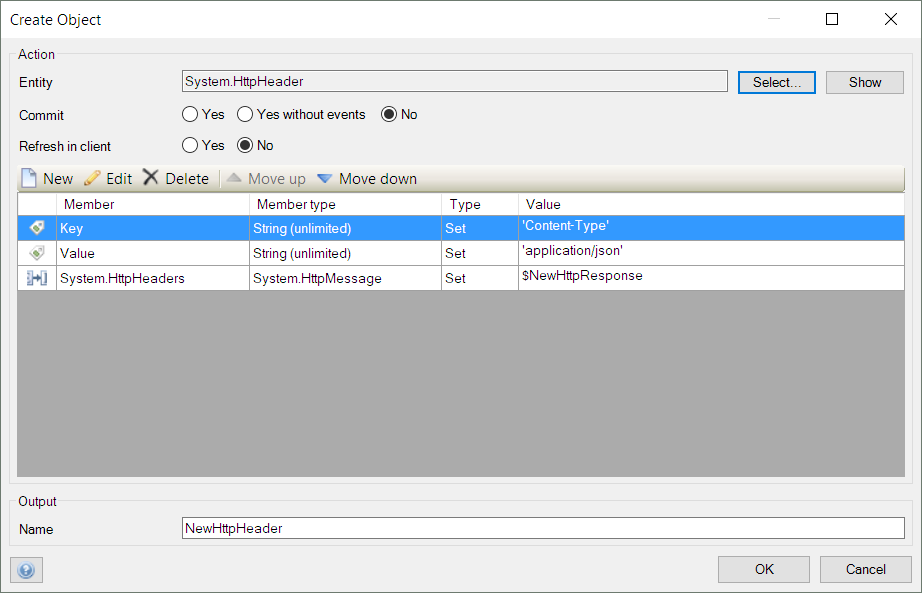 Create Object
Action
Entity System.HttpHeader Select... Show
Commit Yes Yes without events No
Refresh in client Yes No
New Edit Delete Move up Move down
Member Member type Type Value
Key String (unlimited) Set 'Content-Type'
Value String (unlimited) Set 'application/json'
System.HttpHeaders System.HttpMessage Set $NewHttpResponse
Output
Name NewHttpHeader
? OK Cancel